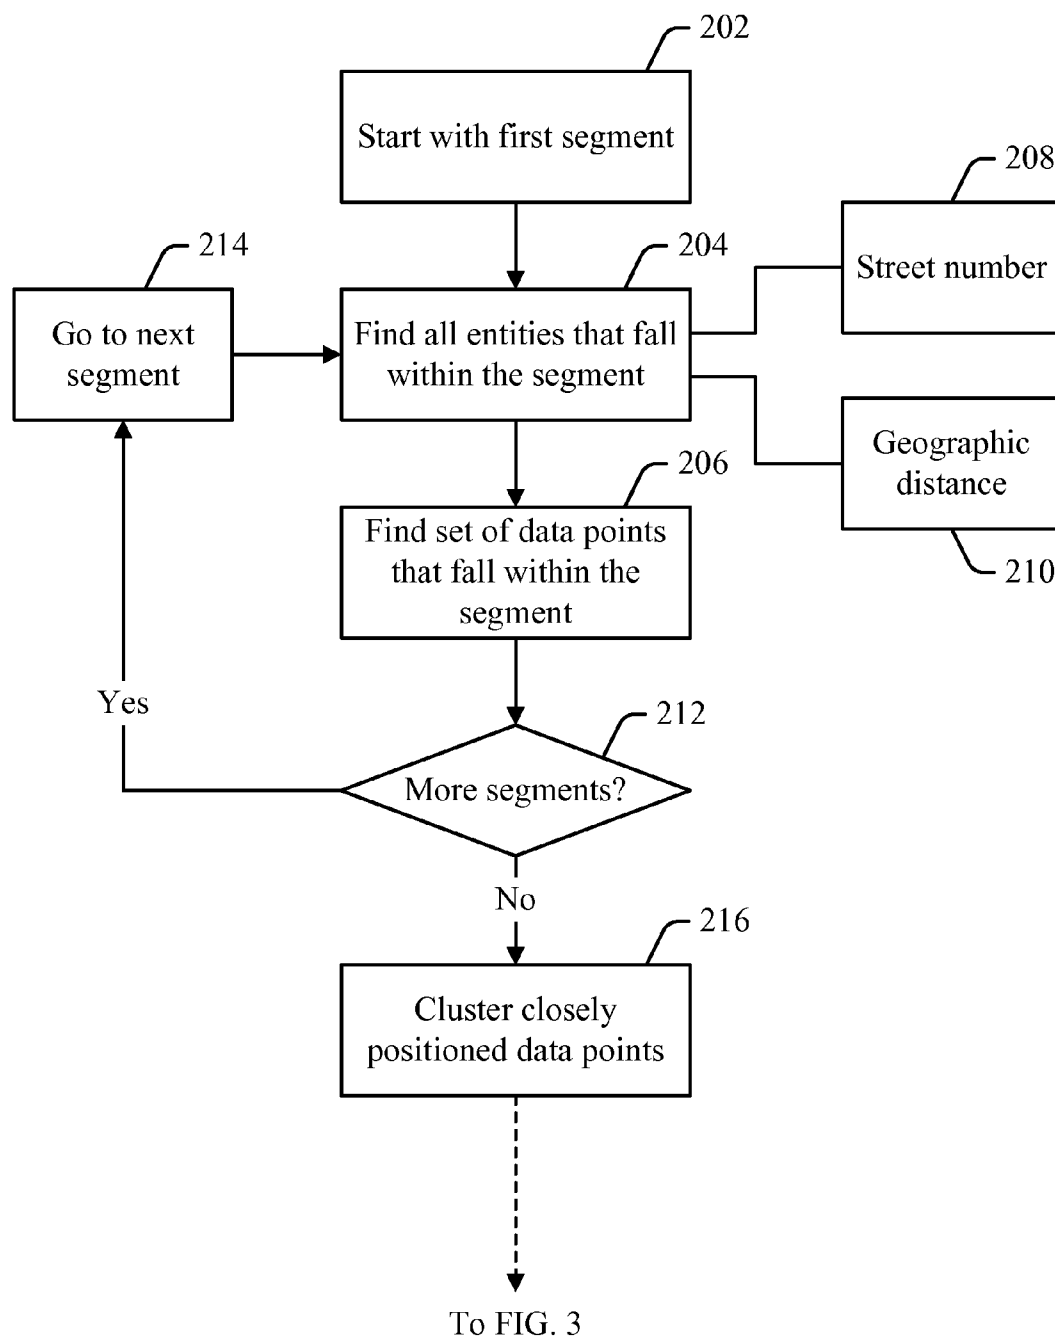 202
Start with first segment
208
Street number
214
Go to next
segment
204
Find all entities that fall
within the segment
Geographic
distance
210
206
Find set of data points
that fall within the
segment
Yes
212
More segments?
No
216
Cluster closely
positioned data points
To FIG. 3